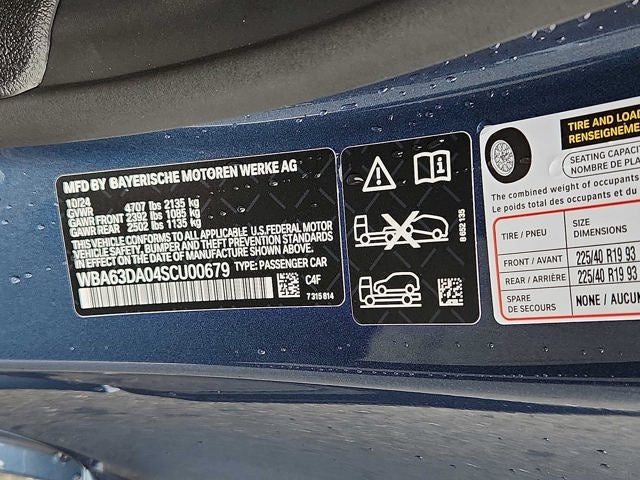 MFD BY BAYERISCHE MOTOREN WERKE AG
10/24
GVWR 4707 lbs 2135 kg
GAWR FRONT 2392 lbs 1085 kg
GAWR REAR 2502 lbs 1135 kg
THIS VEHICLE CONFORMS TO ALL APPLICABLE U.S.FEDERAL MOTOR
VEHICLE SAFETY, BUMPER AND THEFT PREVENTION STANDARDS
IN EFFECT ON THE DATE OF MANUFACTURE SHOWN ABOVE.
WBA63DA04SCU00679 TYPE: PASSENGER CAR
C4F
7 315 814
8 852 135
TIRE AND LOAD
RENSEIGNEME
SEATING CAPACI
NOMBRE DE PLA
The combined weight of occupants
Le poids total des occupants et du
TIRE / PNEU
SIZE
DIMENSIONS
FRONT / AVANT 225/40 R19 93
REAR / ARRIÈRE 225/40 R19 93
SPARE
DE SECOURS
NONE / AUCUN